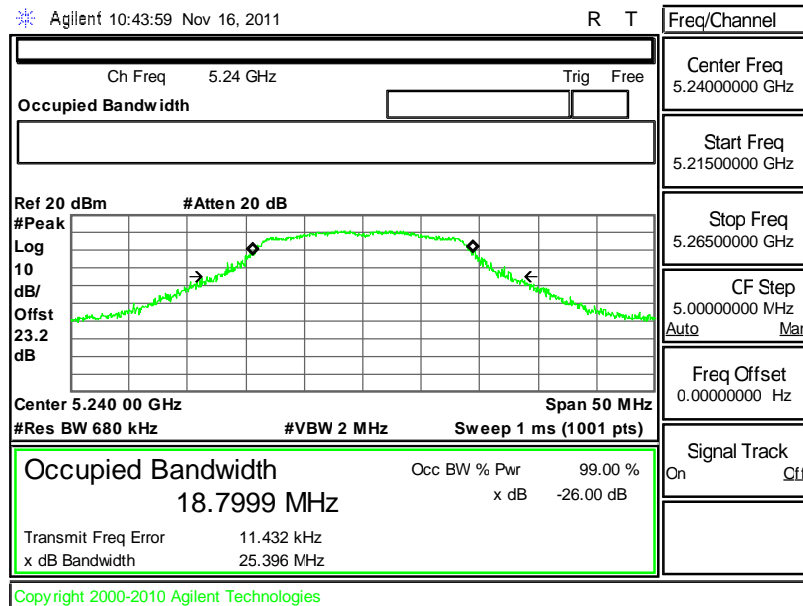 Agilent 10:43:59 Nov 16, 2011 R T
Ch Freq 5.24 GHz Trig Free
Occupied Bandwidth
Ref 20 dBm #Atten 20 dB
#Peak
Log
10
dB/
Offst
23.2
dB
Center 5.240 00 GHz Span 50 MHz
#Res BW 680 kHz #VBW 2 MHz Sweep 1 ms (1001 pts)
Occupied Bandwidth
18.7999 MHz
Occ BW % Pwr 99.00 %
x dB -26.00 dB
Transmit Freq Error 11.432 kHz
x dB Bandwidth 25.396 MHz
Copyright 2000-2010 Agilent Technologies
Freq/Channel
Center Freq
5.24000000 GHz
Start Freq
5.21500000 GHz
Stop Freq
5.26500000 GHz
CF Step
5.00000000 MHz
Auto Man
Freq Offset
0.00000000 Hz
Signal Track
On Off